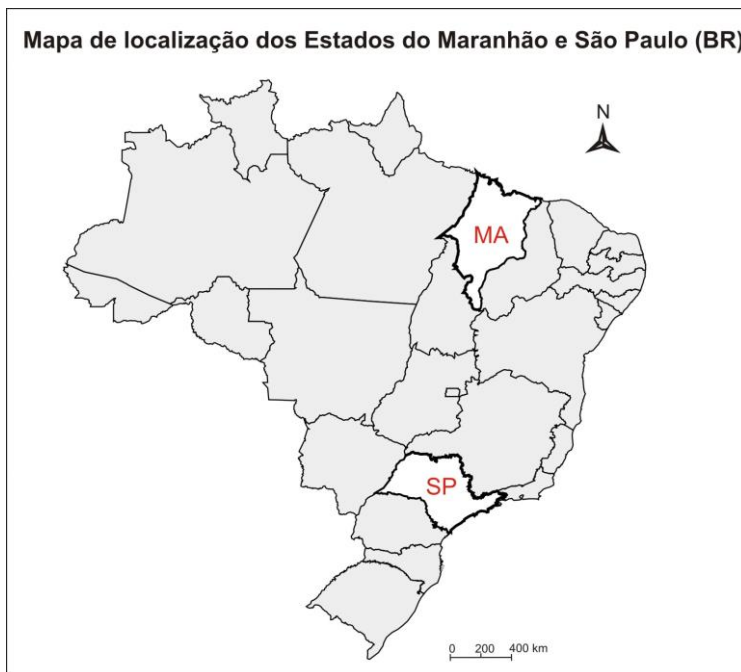 Mapa de localização dos Estados do Maranhão e São Paulo (BR)
N
MA
SP
0 200 400 km